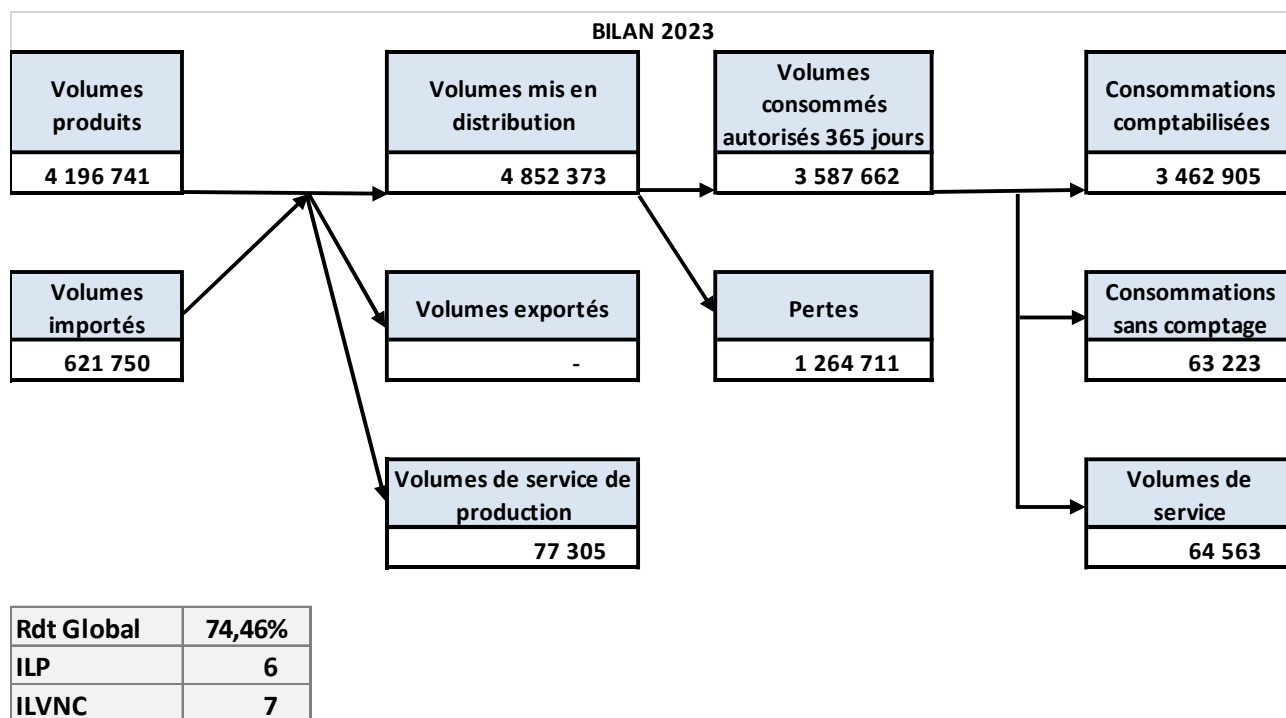 BILAN 2023
Volumes
produits
4 196 741
Volumes mis en
distribution
4 852 373
Volumes
consommés
autorisés 365 jours
3 587 662
Consommations
comptabilisées
3 462 905
Volumes
importés
621 750
Volumes exportés
-
Pertes
1 264 711
Consommations
sans comptage
63 223
Volumes de service de
production
77 305
Volumes de
service
64 563
Rdt Global 74,46%
ILP 6
ILVNC 7